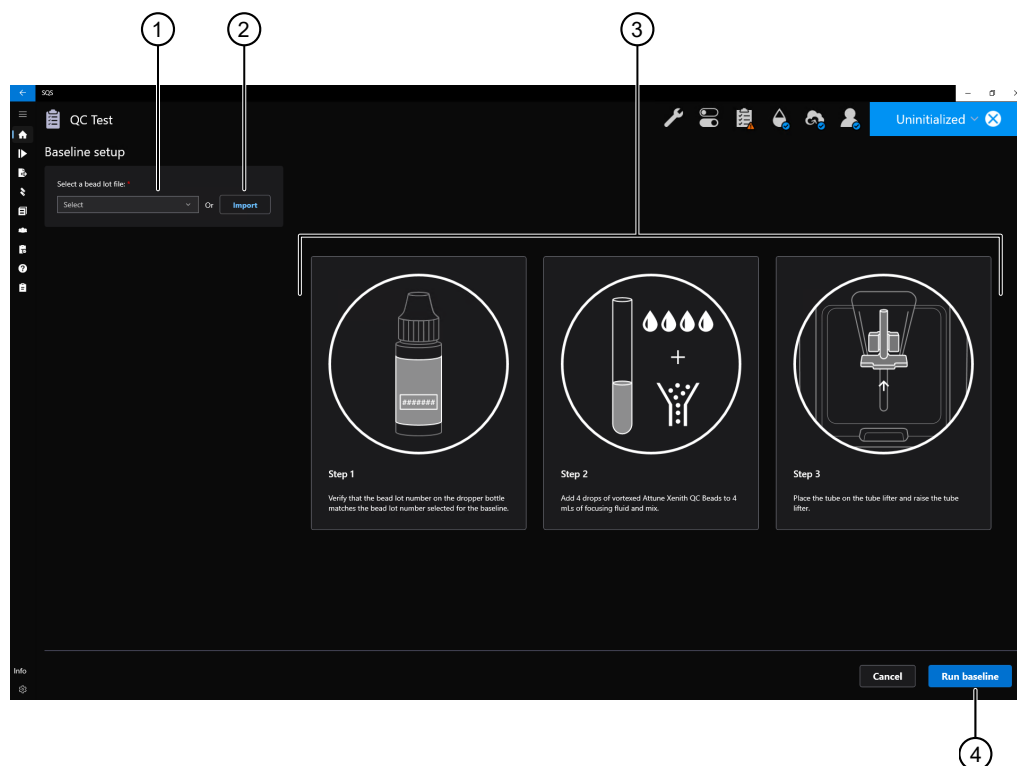 1
2
3
SQS
QC Test
Uninitialized
Baseline setup
Select a bead lot file: *
Select
Or
Import
#######
+
Step 1
Verify that the bead lot number on the dropper bottle
matches the bead lot number selected for the baseline.
Step 2
Add 4 drops of vortexed Attune Xenith QC Beads to 4
mLs of focusing fluid and mix.
Step 3
Place the tube on the tube lifter and raise the tube
lifter.
Info
Cancel
Run baseline
4